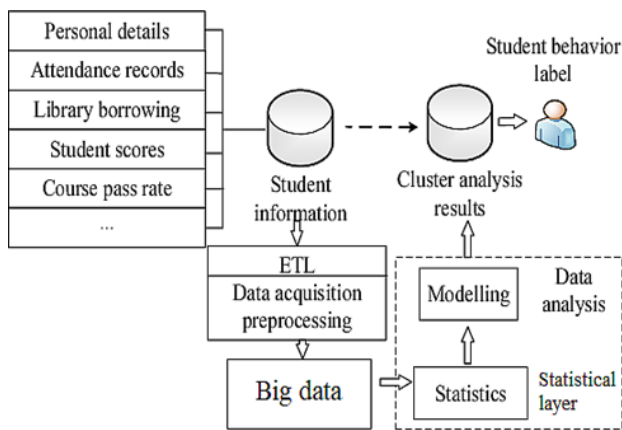 Personal details
Attendance records
Library borrowing
Student scores
Course pass rate
...
Student
information
Cluster analysis
results
Student behavior
label
ETL
Data acquisition
preprocessing
Big data
Modelling
Data
analysis
Statistics
Statistical
layer